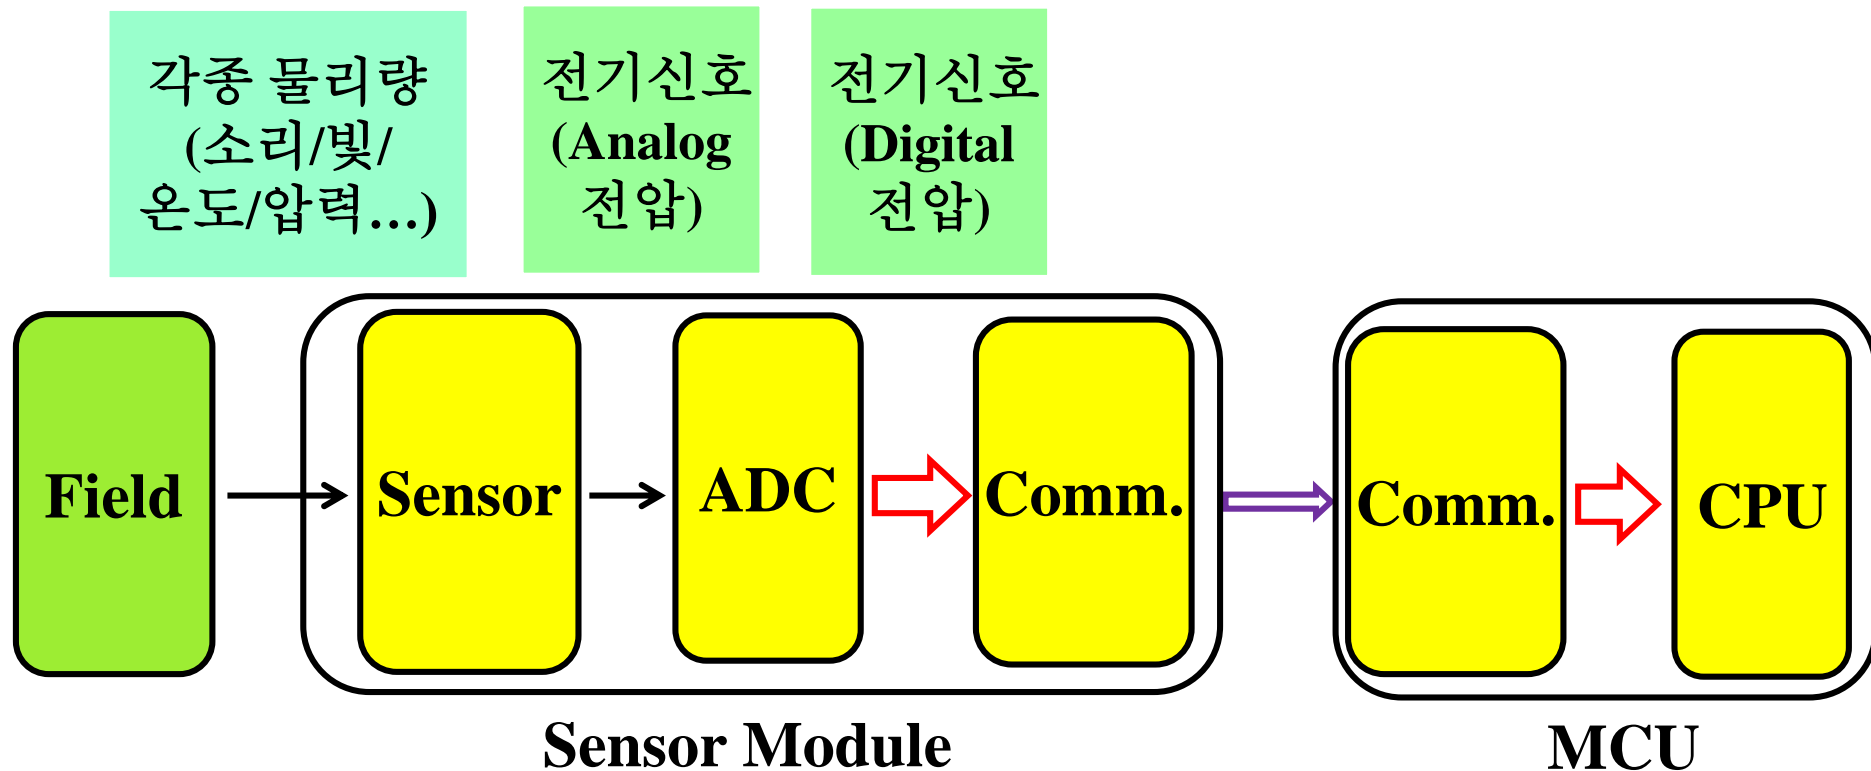 각종 물리량
(소리/빛/
온도/압력…)
전기신호
(Analog
전압)
전기신호
(Digital
전압)
Field
Sensor
ADC
Comm.
Comm.
CPU
Sensor Module
MCU